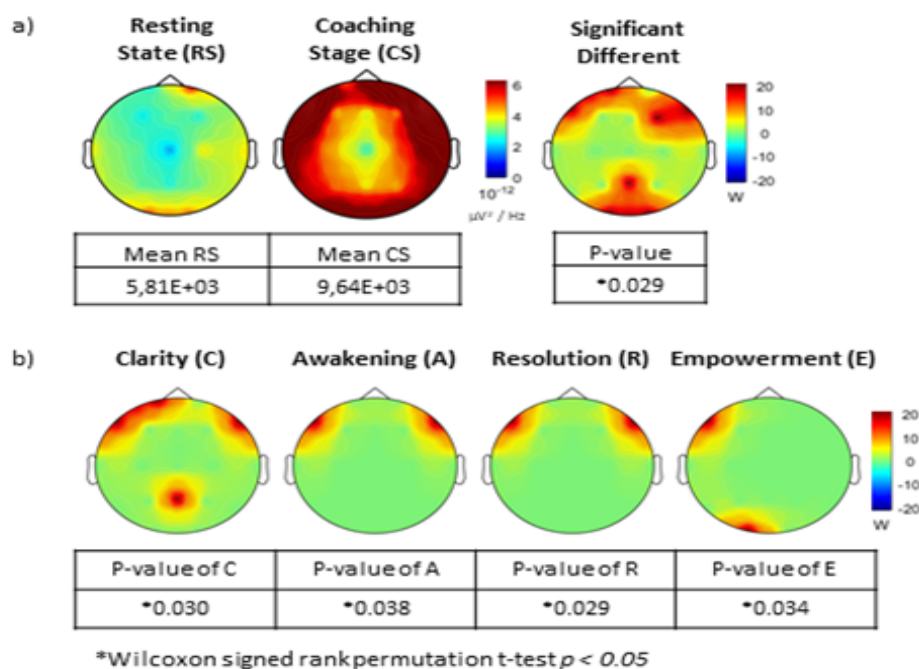 a)
Resting State (RS)
Coaching Stage (CS)
Significant Different
6
4
2
0
10⁻¹²
µV² / Hz
20
10
0
-10
-20
W
Mean RS Mean CS
5,81E+03 9,64E+03
P-value
*0.029
b)
Clarity (C) Awakening (A) Resolution (R) Empowerment (E)
20
10
0
-10
-20
W
P-value of C P-value of A P-value of R P-value of E
*0.030 *0.038 *0.029 *0.034
*Wilcoxon signed rank permutation t-test p < 0.05